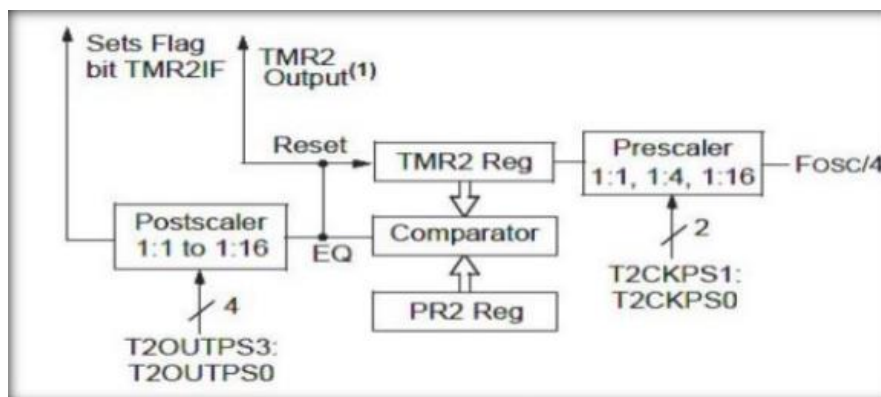 Sets Flag
bit TMR2IF
TMR2
Output(1)
Reset
TMR2 Reg
Prescaler
1:1, 1:4, 1:16
Fosc/4
Postscaler
1:1 to 1:16
EQ
Comparator
2
T2CKPS1:
T2CKPS0
PR2 Reg
4
T2OUTPS3:
T2OUTPS0